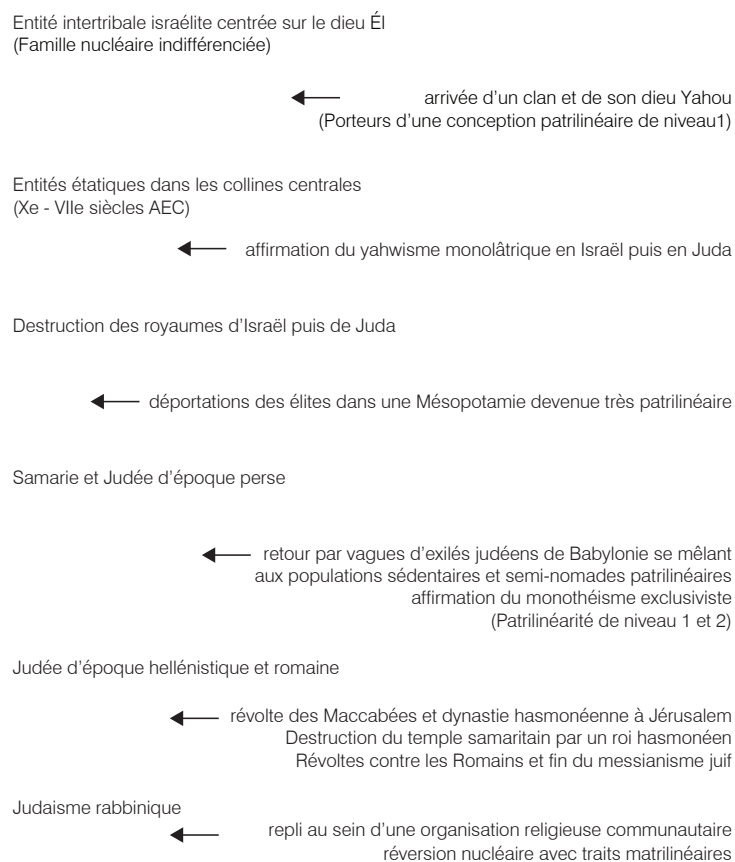 Entité intertribale israélite centrée sur le dieu Él
(Famille nucléaire indifférenciée)
arrivée d'un clan et de son dieu Yahou
(Porteurs d'une conception patrilinéaire de niveau1)
Entités étatiques dans les collines centrales
(Xe - VIIe siècles AEC)
affirmation du yahwisme monolâtrique en Israël puis en Juda
Destruction des royaumes d'Israël puis de Juda
déportations des élites dans une Mésopotamie devenue très patrilinéaire
Samarie et Judée d'époque perse
retour par vagues d'exilés judéens de Babylonie se mêlant
aux populations sédentaires et semi-nomades patrilinéaires
affirmation du monothéisme exclusiviste
(Patrilinéarité de niveau 1 et 2)
Judée d'époque hellénistique et romaine
révolte des Maccabées et dynastie hasmonéenne à Jérusalem
Destruction du temple samaritain par un roi hasmonéen
Révoltes contre les Romains et fin du messianisme juif
Judaisme rabbinique
repli au sein d'une organisation religieuse communautaire
réversion nucléaire avec traits matrilinéaires